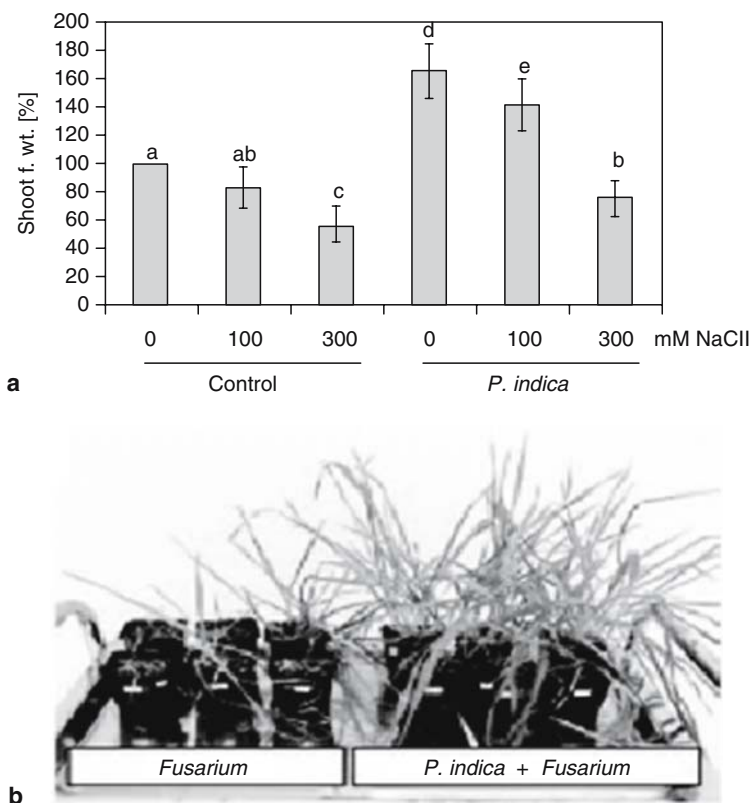 200
180
160
140
120
100
80
60
40
20
0
Shoot f. wt. [%]
a
ab
c
d
e
b
0 100 300 0 100 300 mM NaCII
Control P. indica
a
Fusarium P. indica + Fusarium
b